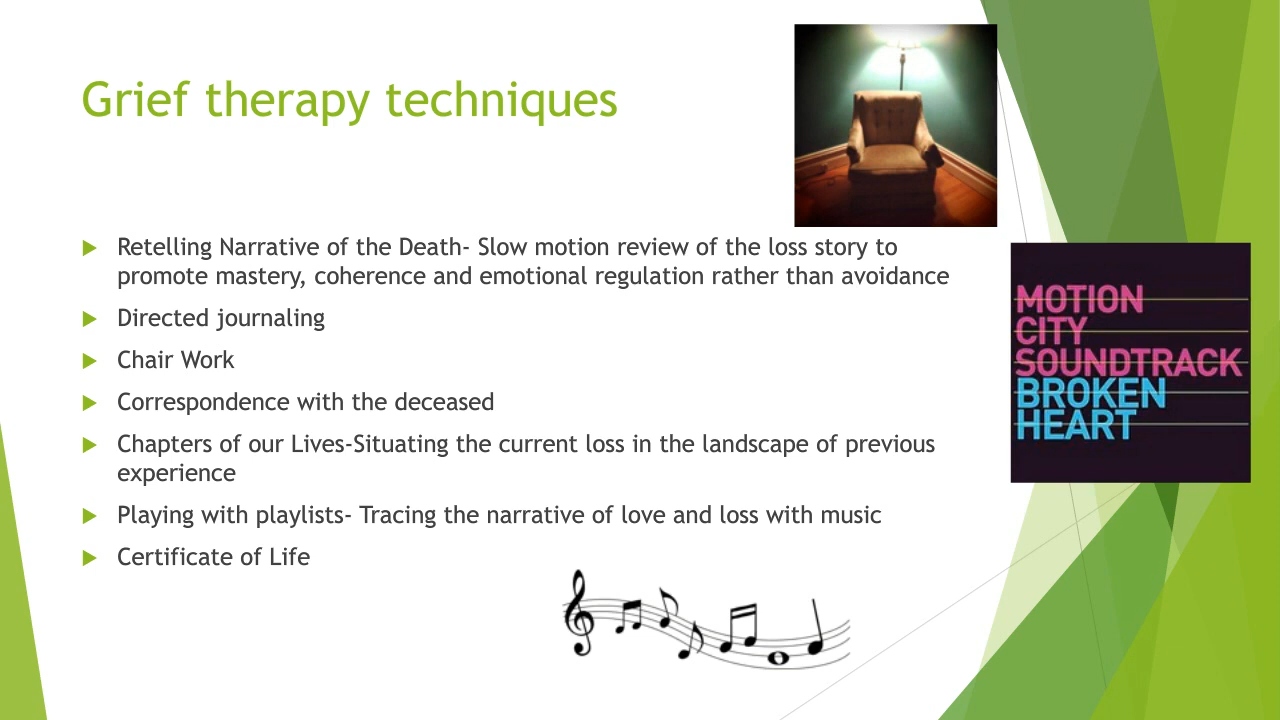 Grief therapy techniques
Retelling Narrative of the Death- Slow motion review of the loss story to
promote mastery, coherence and emotional regulation rather than avoidance
Directed journaling
Chair Work
Correspondence with the deceased
Chapters of our Lives-Situating the current loss in the landscape of previous
experience
Playing with playlists- Tracing the narrative of love and loss with music
Certificate of Life
MOTION
CITY
SOUNDTRACK
BROKEN
HEART